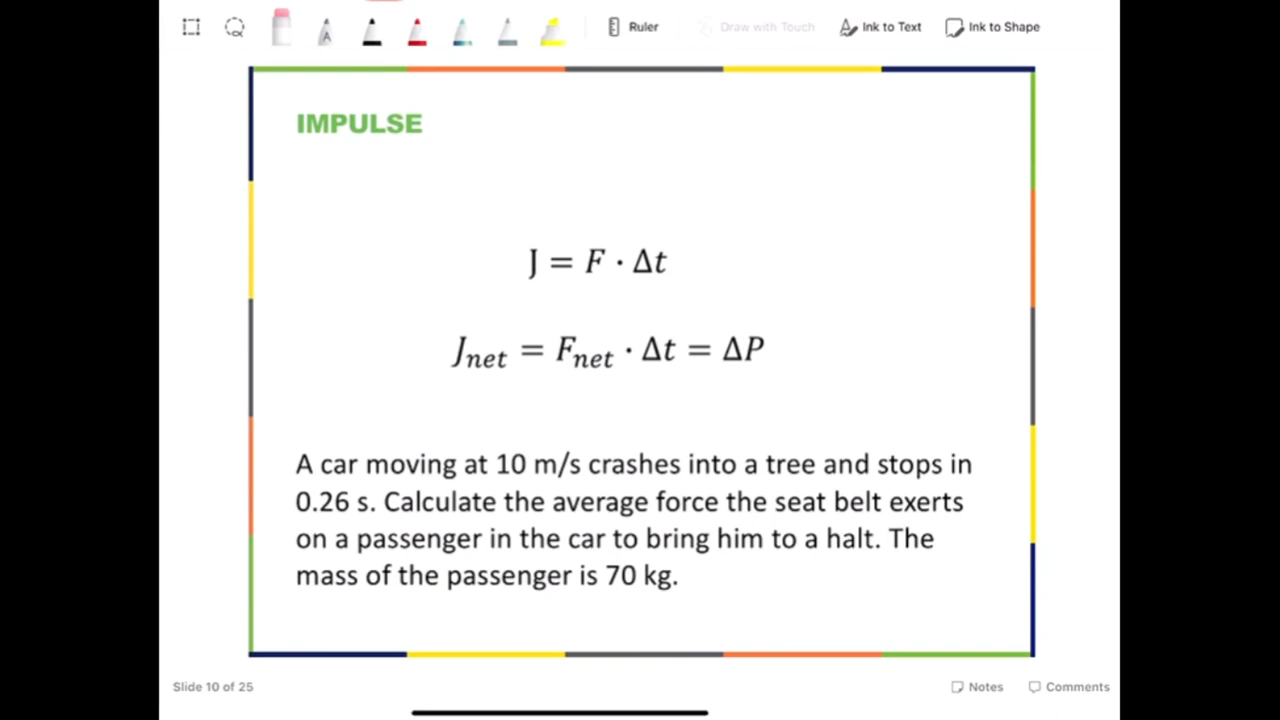 Ruler Draw with Touch Ink to Text Ink to Shape
A
IMPULSE
J = F · Δt
J_net = F_net · Δt = ΔP
A car moving at 10 m/s crashes into a tree and stops in
0.26 s. Calculate the average force the seat belt exerts
on a passenger in the car to bring him to a halt. The
mass of the passenger is 70 kg.
Slide 10 of 25 Notes Comments